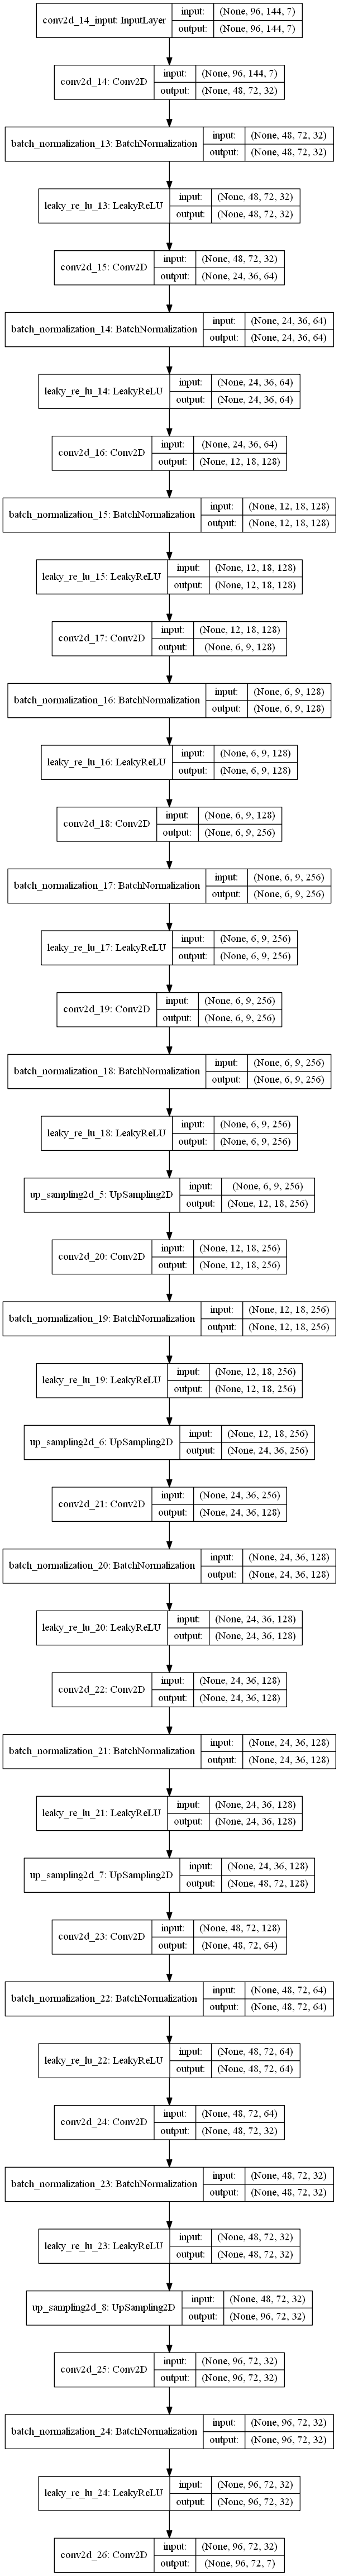 conv2d_14_input: InputLayer
input: (None, 96, 144, 7)
output: (None, 96, 144, 7)
conv2d_14: Conv2D
input: (None, 96, 144, 7)
output: (None, 48, 72, 32)
batch_normalization_13: BatchNormalization
input: (None, 48, 72, 32)
output: (None, 48, 72, 32)
leaky_re_lu_13: LeakyReLU
input: (None, 48, 72, 32)
output: (None, 48, 72, 32)
conv2d_15: Conv2D
input: (None, 48, 72, 32)
output: (None, 24, 36, 64)
batch_normalization_14: BatchNormalization
input: (None, 24, 36, 64)
output: (None, 24, 36, 64)
leaky_re_lu_14: LeakyReLU
input: (None, 24, 36, 64)
output: (None, 24, 36, 64)
conv2d_16: Conv2D
input: (None, 24, 36, 64)
output: (None, 12, 18, 128)
batch_normalization_15: BatchNormalization
input: (None, 12, 18, 128)
output: (None, 12, 18, 128)
leaky_re_lu_15: LeakyReLU
input: (None, 12, 18, 128)
output: (None, 12, 18, 128)
conv2d_17: Conv2D
input: (None, 12, 18, 128)
output: (None, 6, 9, 128)
batch_normalization_16: BatchNormalization
input: (None, 6, 9, 128)
output: (None, 6, 9, 128)
leaky_re_lu_16: LeakyReLU
input: (None, 6, 9, 128)
output: (None, 6, 9, 128)
conv2d_18: Conv2D
input: (None, 6, 9, 128)
output: (None, 6, 9, 256)
batch_normalization_17: BatchNormalization
input: (None, 6, 9, 256)
output: (None, 6, 9, 256)
leaky_re_lu_17: LeakyReLU
input: (None, 6, 9, 256)
output: (None, 6, 9, 256)
conv2d_19: Conv2D
input: (None, 6, 9, 256)
output: (None, 6, 9, 256)
batch_normalization_18: BatchNormalization
input: (None, 6, 9, 256)
output: (None, 6, 9, 256)
leaky_re_lu_18: LeakyReLU
input: (None, 6, 9, 256)
output: (None, 6, 9, 256)
up_sampling2d_5: UpSampling2D
input: (None, 6, 9, 256)
output: (None, 12, 18, 256)
conv2d_20: Conv2D
input: (None, 12, 18, 256)
output: (None, 12, 18, 256)
batch_normalization_19: BatchNormalization
input: (None, 12, 18, 256)
output: (None, 12, 18, 256)
leaky_re_lu_19: LeakyReLU
input: (None, 12, 18, 256)
output: (None, 12, 18, 256)
up_sampling2d_6: UpSampling2D
input: (None, 12, 18, 256)
output: (None, 24, 36, 256)
conv2d_21: Conv2D
input: (None, 24, 36, 256)
output: (None, 24, 36, 128)
batch_normalization_20: BatchNormalization
input: (None, 24, 36, 128)
output: (None, 24, 36, 128)
leaky_re_lu_20: LeakyReLU
input: (None, 24, 36, 128)
output: (None, 24, 36, 128)
conv2d_22: Conv2D
input: (None, 24, 36, 128)
output: (None, 24, 36, 128)
batch_normalization_21: BatchNormalization
input: (None, 24, 36, 128)
output: (None, 24, 36, 128)
leaky_re_lu_21: LeakyReLU
input: (None, 24, 36, 128)
output: (None, 24, 36, 128)
up_sampling2d_7: UpSampling2D
input: (None, 24, 36, 128)
output: (None, 48, 72, 128)
conv2d_23: Conv2D
input: (None, 48, 72, 128)
output: (None, 48, 72, 64)
batch_normalization_22: BatchNormalization
input: (None, 48, 72, 64)
output: (None, 48, 72, 64)
leaky_re_lu_22: LeakyReLU
input: (None, 48, 72, 64)
output: (None, 48, 72, 64)
conv2d_24: Conv2D
input: (None, 48, 72, 64)
output: (None, 48, 72, 32)
batch_normalization_23: BatchNormalization
input: (None, 48, 72, 32)
output: (None, 48, 72, 32)
leaky_re_lu_23: LeakyReLU
input: (None, 48, 72, 32)
output: (None, 48, 72, 32)
up_sampling2d_8: UpSampling2D
input: (None, 48, 72, 32)
output: (None, 96, 72, 32)
conv2d_25: Conv2D
input: (None, 96, 72, 32)
output: (None, 96, 72, 32)
batch_normalization_24: BatchNormalization
input: (None, 96, 72, 32)
output: (None, 96, 72, 32)
leaky_re_lu_24: LeakyReLU
input: (None, 96, 72, 32)
output: (None, 96, 72, 32)
conv2d_26: Conv2D
input: (None, 96, 72, 32)
output: (None, 96, 72, 7)